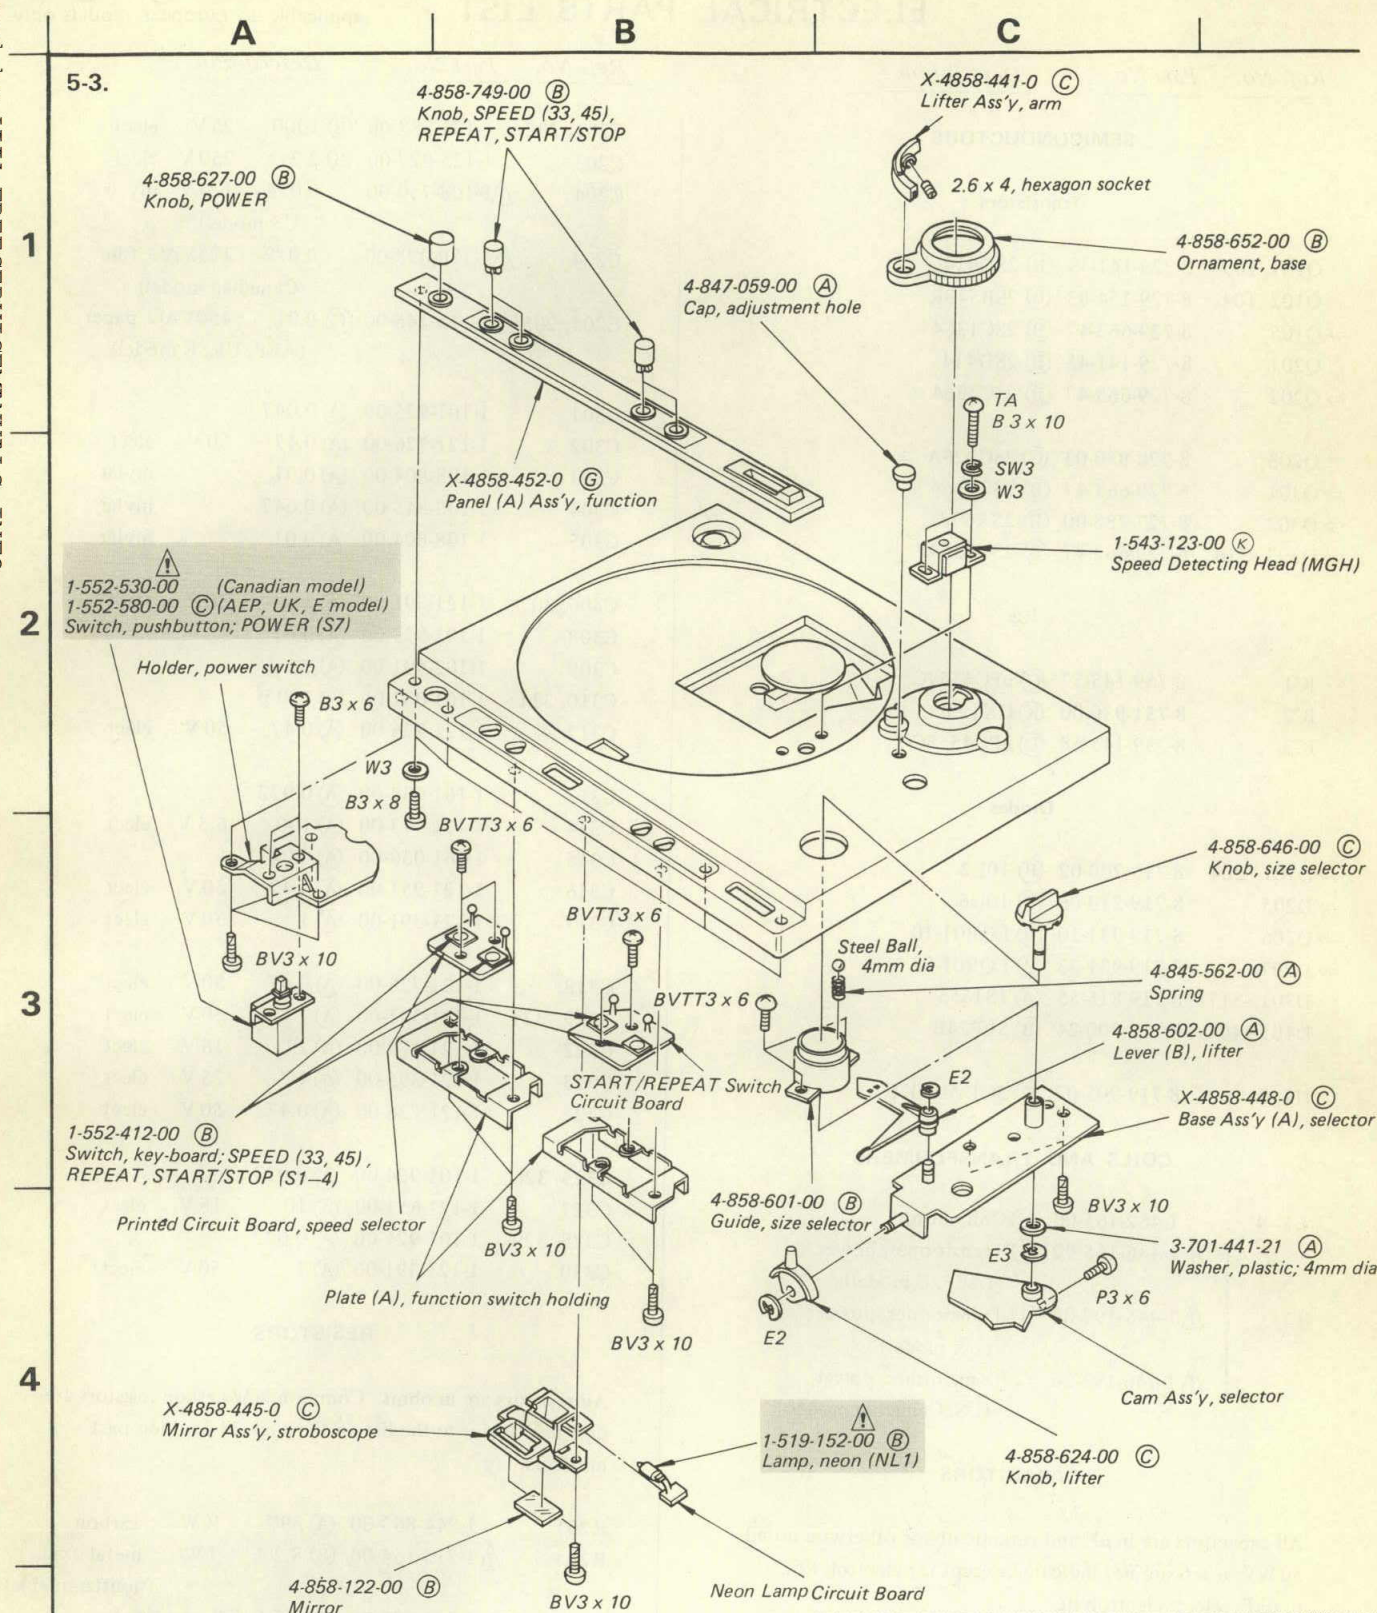 A
B
C
1
2
3
4
5-3.
4-858-749-00 Ⓑ
Knob, SPEED (33, 45),
REPEAT, START/STOP
X-4858-441-0 Ⓒ
Lifter Ass'y, arm
4-858-627-00 Ⓑ
Knob, POWER
2.6 x 4, hexagon socket
4-858-652-00 Ⓑ
Ornament, base
4-847-059-00 Ⓐ
Cap, adjustment hole
TA
B 3 x 10
SW3
W3
X-4858-452-0 Ⓖ
Panel (A) Ass'y, function
1-543-123-00 Ⓚ
Speed Detecting Head (MGH)
1-552-530-00 (Canadian model)
1-552-580-00 Ⓒ (AEP, UK, E model)
Switch, pushbutton; POWER (S7)
Holder, power switch
B3 x 6
W3
B3 x 8
BVTT3 x 6
4-858-646-00 Ⓒ
Knob, size selector
BVTT3 x 6
BV3 x 10
Steel Ball,
4mm dia
4-845-562-00 Ⓐ
Spring
BVTT3 x 6
4-858-602-00 Ⓐ
Lever (B), lifter
START/REPEAT Switch
Circuit Board
E2
X-4858-448-0 Ⓒ
Base Ass'y (A), selector
1-552-412-00 Ⓑ
Switch, key-board; SPEED (33, 45),
REPEAT, START/STOP (S1–4)
4-858-601-00 Ⓑ
Guide, size selector
BV3 x 10
Printed Circuit Board, speed selector
BV3 x 10
E3
3-701-441-21 Ⓐ
Washer, plastic; 4mm dia
Plate (A), function switch holding
P3 x 6
E2
BV3 x 10
Cam Ass'y, selector
X-4858-445-0 Ⓒ
Mirror Ass'y, stroboscope
1-519-152-00 Ⓑ
Lamp, neon (NL1)
4-858-624-00 Ⓒ
Knob, lifter
4-858-122-00 Ⓑ
Mirror
BV3 x 10
Neon Lamp Circuit Board